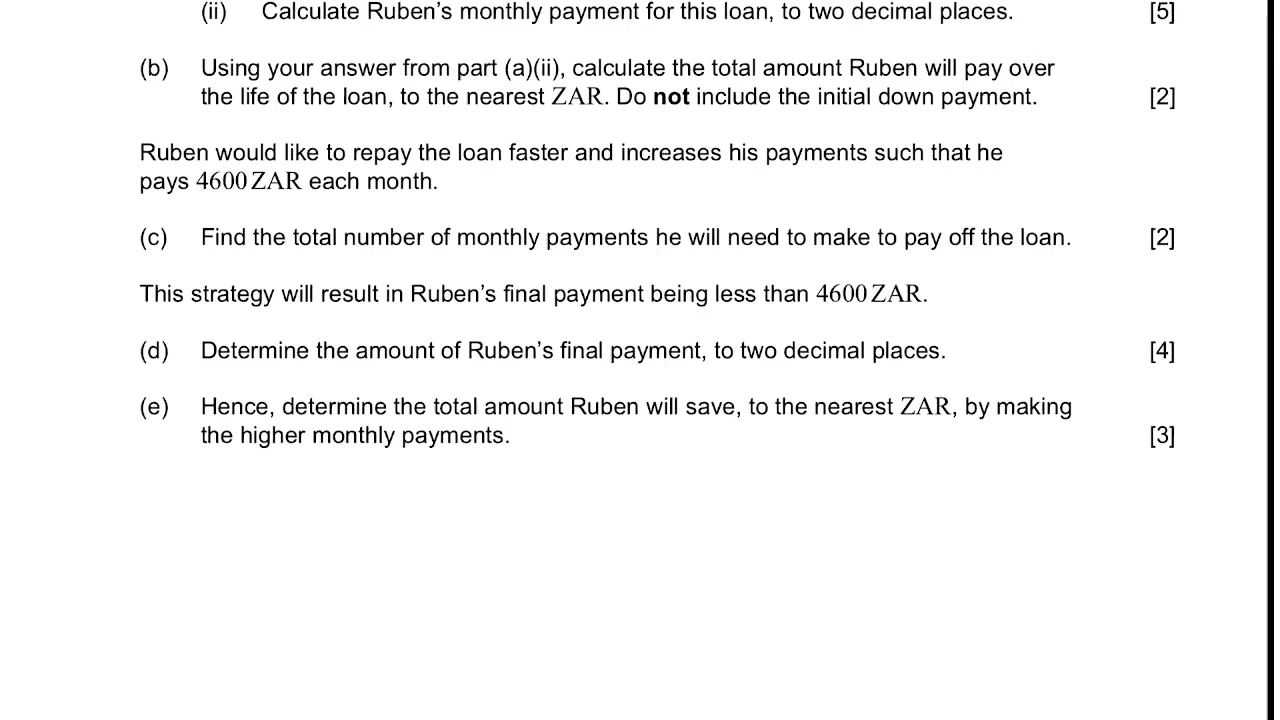 (ii) Calculate Ruben’s monthly payment for this loan, to two decimal places. [5]
(b) Using your answer from part (a)(ii), calculate the total amount Ruben will pay over
the life of the loan, to the nearest ZAR. Do not include the initial down payment. [2]
Ruben would like to repay the loan faster and increases his payments such that he
pays 4600 ZAR each month.
(c) Find the total number of monthly payments he will need to make to pay off the loan. [2]
This strategy will result in Ruben’s final payment being less than 4600 ZAR.
(d) Determine the amount of Ruben’s final payment, to two decimal places. [4]
(e) Hence, determine the total amount Ruben will save, to the nearest ZAR, by making
the higher monthly payments. [3]